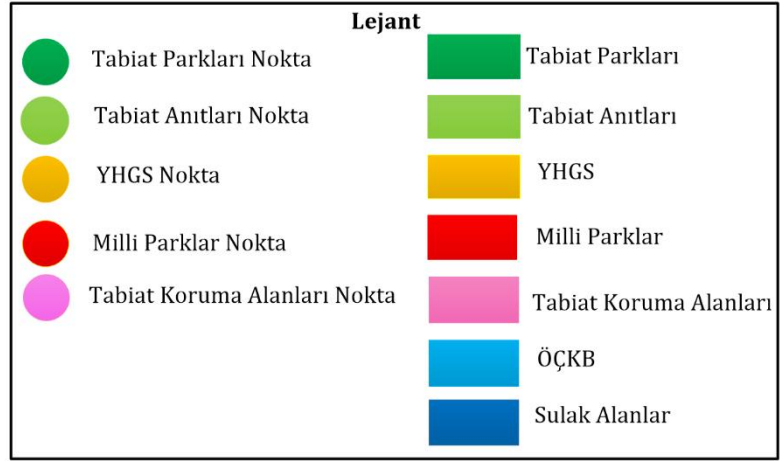 Lejant
Tabiat Parkları Nokta
Tabiat Anıtları Nokta
YHGS Nokta
Milli Parklar Nokta
Tabiat Koruma Alanları Nokta
Tabiat Parkları
Tabiat Anıtları
YHGS
Milli Parklar
Tabiat Koruma Alanları
ÖÇKB
Sulak Alanlar